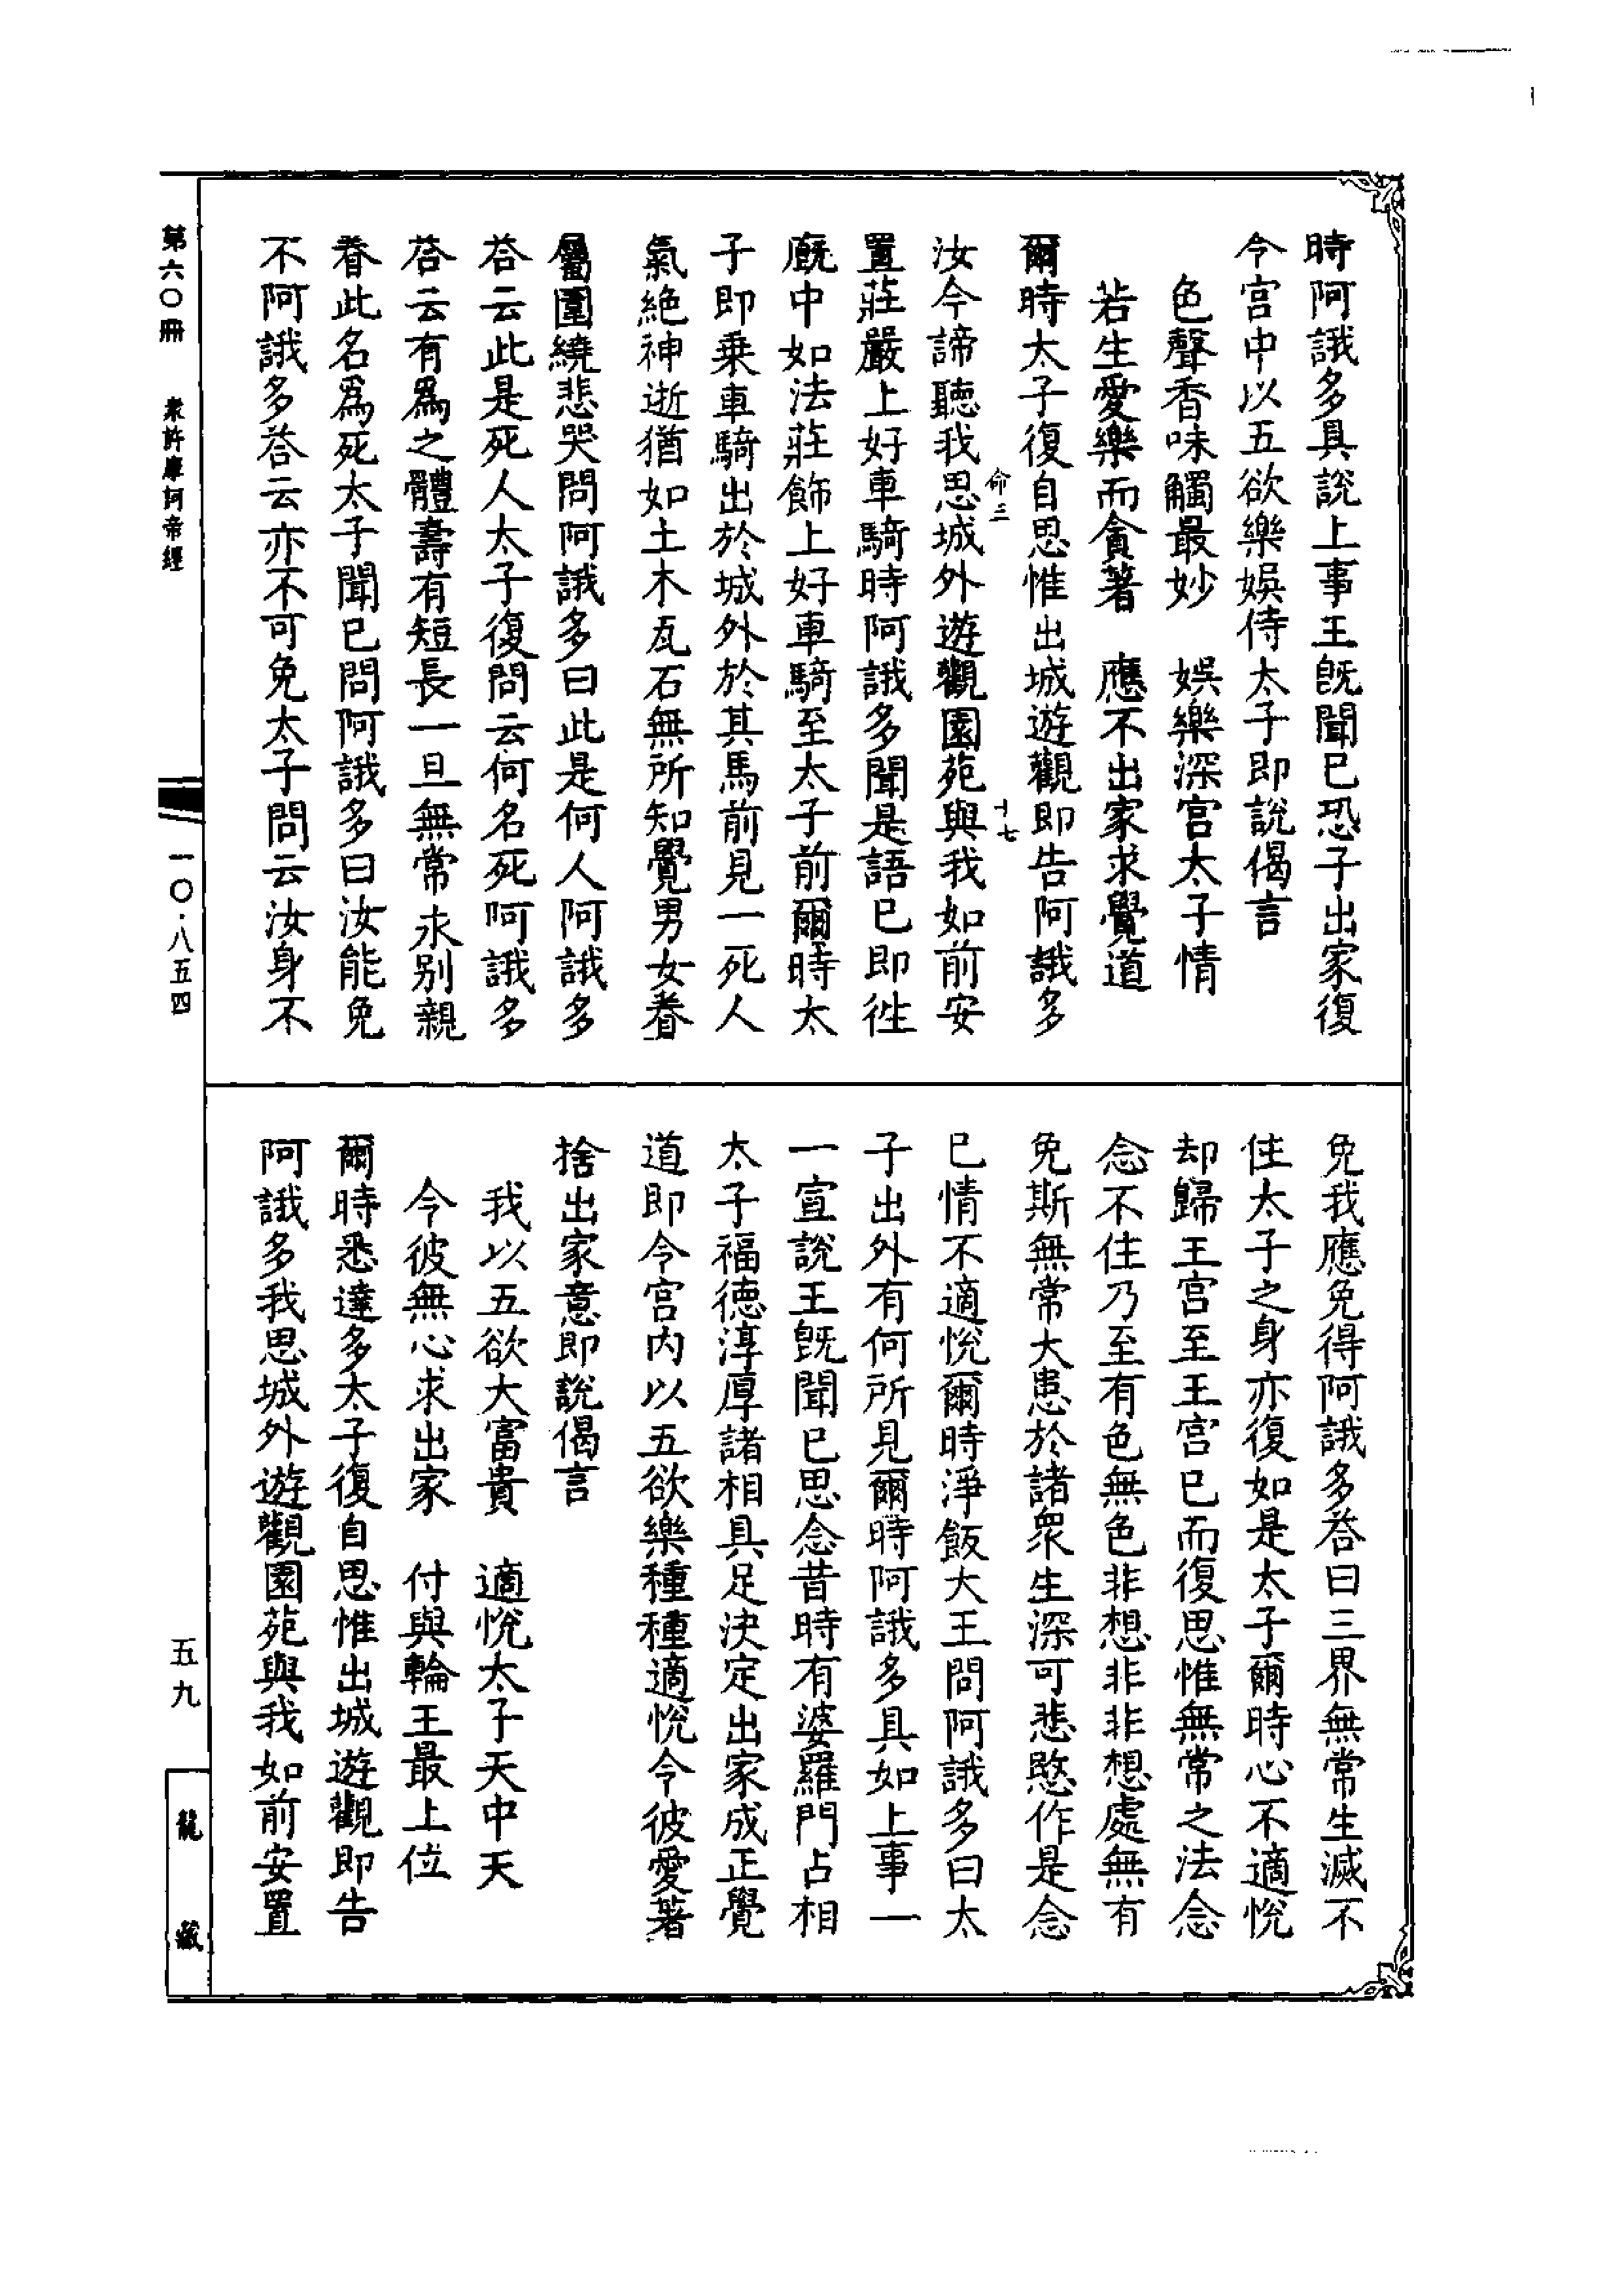 時阿誐多具說上事王既聞已恐子出家復
令宮中以五欲樂娛侍太子即說偈言
色聲香味觸最妙　娛樂深宮太子情
若生愛樂而貪著　應不出家求覺道
爾時太子復自思惟出城遊觀即告阿誐多
命三　十七
汝今諦聽我思城外遊觀園苑與我如前安
置莊嚴上好車騎時阿誐多聞是語已即徃
廐中如法莊飾上好車騎至太子前爾時太
子即乗車騎出於城外於其馬前見一死人
氣絶神逝猶如土木瓦石無所知覺男女眷
屬圍繞悲哭問阿誐多曰此是何人阿誐多
荅云此是死人太子復問云何名死阿誐多
荅云有爲之體壽有短長一旦無常永別親
眷此名爲死太子聞已問阿誐多曰汝能免
不阿誐多荅云亦不可免太子問云汝身不
免我應免得阿誐多荅曰三界無常生滅不
住太子之身亦復如是太子爾時心不適悅
却歸王宮至王宮已而復思惟無常之法念
念不住乃至有色無色非想非非想處無有
免斯無常大患於諸衆生深可悲愍作是念
已情不適悅爾時淨飯大王問阿誐多曰太
子出外有何所見爾時阿誐多具如上事一
一宣說王既聞已思念昔時有婆羅門占相
太子福德淳厚諸相具足決定出家成正覺
道即令宮内以五欲樂種種適悅令彼愛著
捨出家意即說偈言
我以五欲大富貴　適悅太子天中天
令彼無心求出家　付與輪王最上位
爾時悉達多太子復自思惟出城遊觀即告
阿誐多我思城外遊觀園苑與我如前安置
第六〇冊　衆許摩訶帝經
一〇·八五四
五九
龍藏